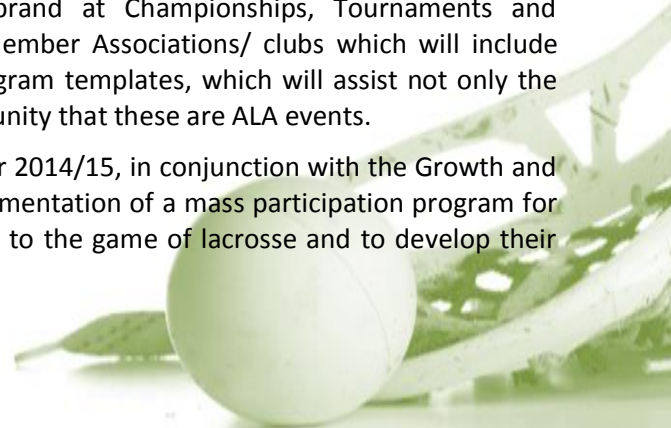 brand at Championships, Tournaments and
ember Associations/ clubs which will include
gram templates, which will assist not only the
unity that these are ALA events.
r 2014/15, in conjunction with the Growth and
mentation of a mass participation program for
to the game of lacrosse and to develop their